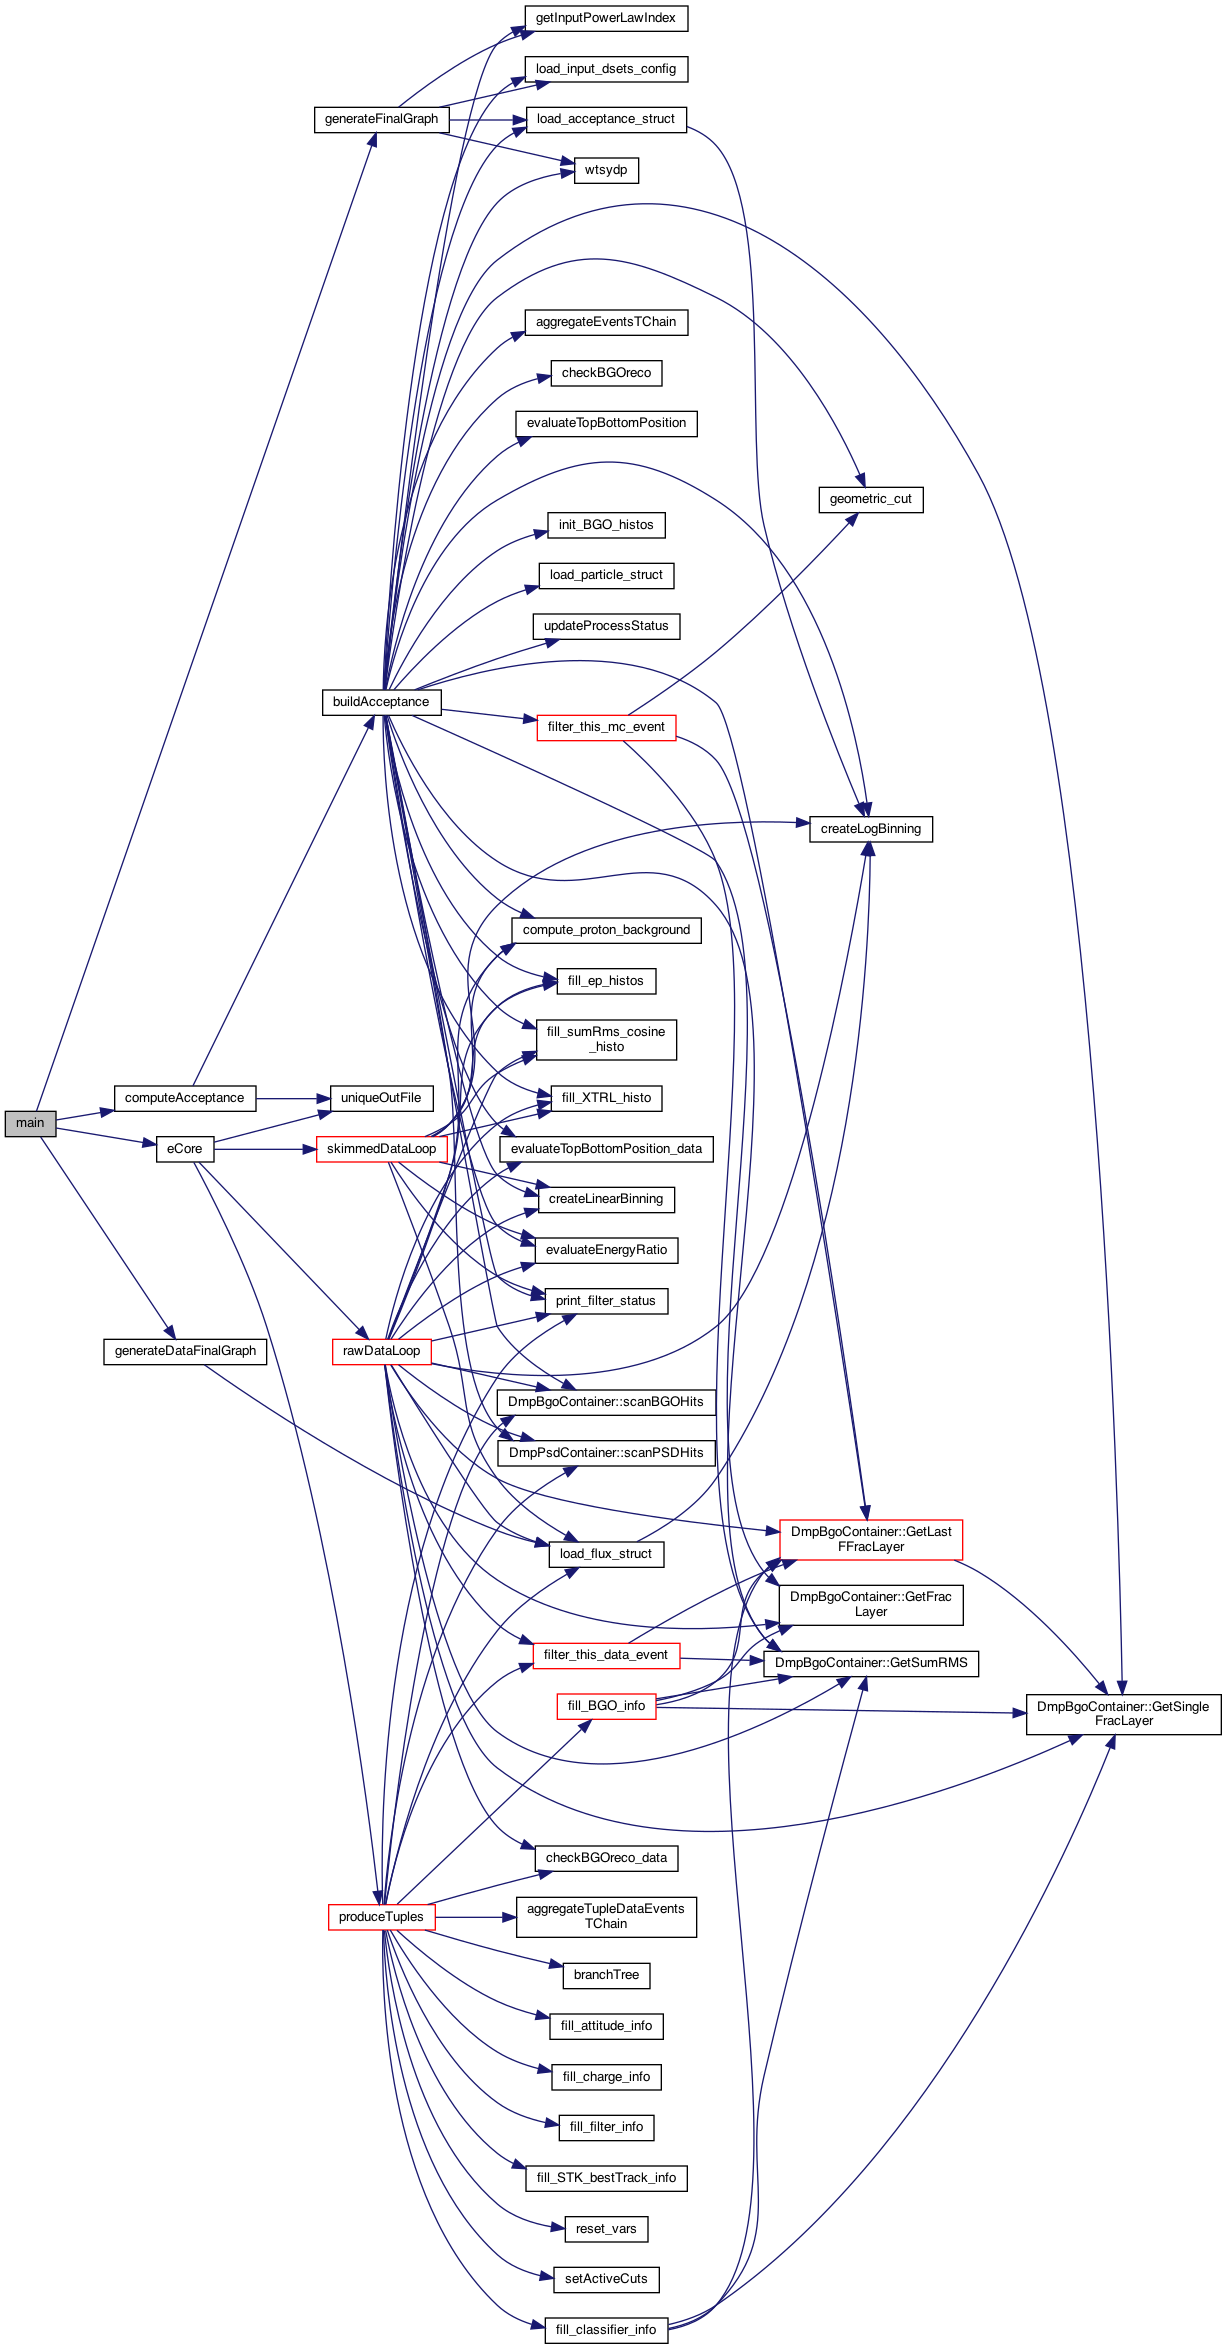 getInputPowerLawIndex
load_input_dsets_config
generateFinalGraph
load_acceptance_struct
wtsydp
aggregateEventsTChain
checkBGOreco
evaluateTopBottomPosition
geometric_cut
init_BGO_histos
load_particle_struct
updateProcessStatus
buildAcceptance
filter_this_mc_event
createLogBinning
compute_proton_background
fill_ep_histos
fill_sumRms_cosine
_histo
computeAcceptance
uniqueOutFile
fill_XTRL_histo
main
eCore
skimmedDataLoop
evaluateTopBottomPosition_data
createLinearBinning
evaluateEnergyRatio
print_filter_status
generateDataFinalGraph
rawDataLoop
DmpBgoContainer::scanBGOHits
DmpPsdContainer::scanPSDHits
load_flux_struct
DmpBgoContainer::GetLast
FFracLayer
DmpBgoContainer::GetFrac
Layer
filter_this_data_event
DmpBgoContainer::GetSumRMS
fill_BGO_info
DmpBgoContainer::GetSingle
FracLayer
checkBGOreco_data
produceTuples
aggregateTupleDataEvents
TChain
branchTree
fill_attitude_info
fill_charge_info
fill_filter_info
fill_STK_bestTrack_info
reset_vars
setActiveCuts
fill_classifier_info